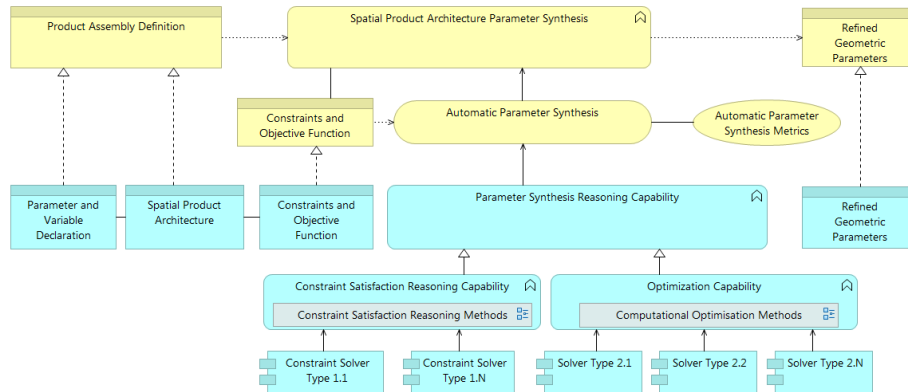 Product Assembly Definition
Spatial Product Architecture Parameter Synthesis
Refined
Geometric
Parameters
Constraints and
Objective Function
Automatic Parameter Synthesis
Automatic Parameter
Synthesis Metrics
Parameter and
Variable
Declaration
Spatial Product
Architecture
Constraints and
Objective
Function
Parameter Synthesis Reasoning Capability
Refined
Geometric
Parameters
Constraint Satisfaction Reasoning Capability
Constraint Satisfaction Reasoning Methods
Optimization Capability
Computational Optimisation Methods
Constraint Solver
Type 1.1
Constraint Solver
Type 1.N
Solver Type 2.1
Solver Type 2.2
Solver Type 2.N